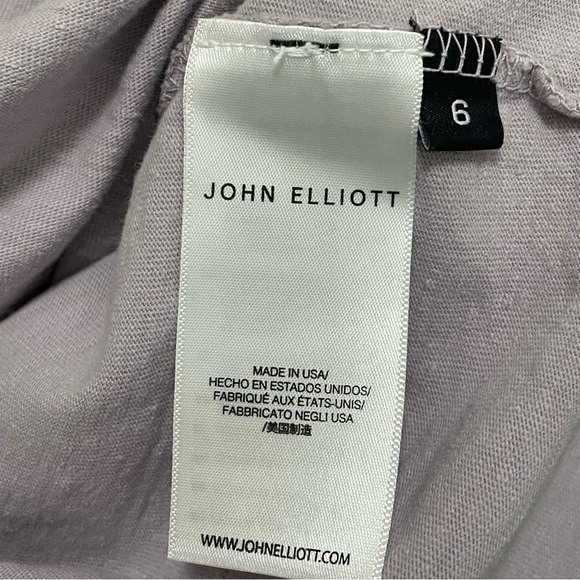 6
JOHN ELLIOTT
MADE IN USA/
HECHO EN ESTADOS UNIDOS/
FABRIQUÉ AUX ÉTATS-UNIS/
FABBRICATO NEGLI USA
/美国制造
WWW.JOHNELLIOTT.COM